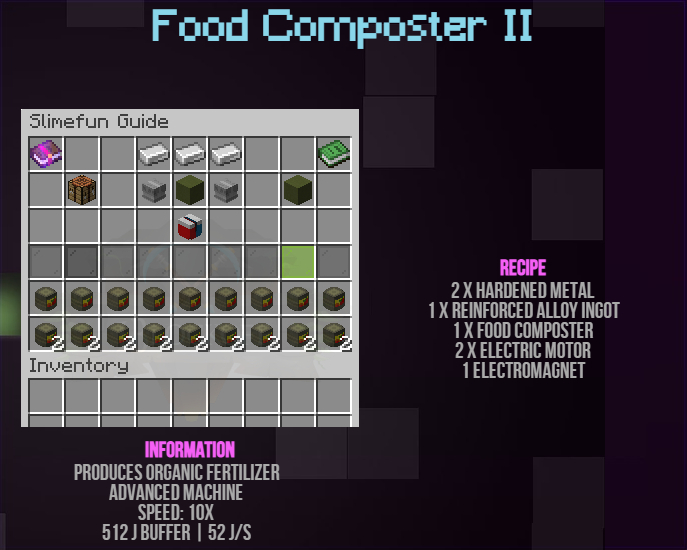 Food Composter II
Slimefun Guide
2 2 2 2 2 2 2 2 2
Inventory
RECIPE
2 X HARDENED METAL
1 X REINFORCED ALLOY INGOT
1 X FOOD COMPOSTER
2 X ELECTRIC MOTOR
1 ELECTROMAGNET
INFORMATION
PRODUCES ORGANIC FERTILIZER
ADVANCED MACHINE
SPEED: 10X
512 J BUFFER | 52 J/S